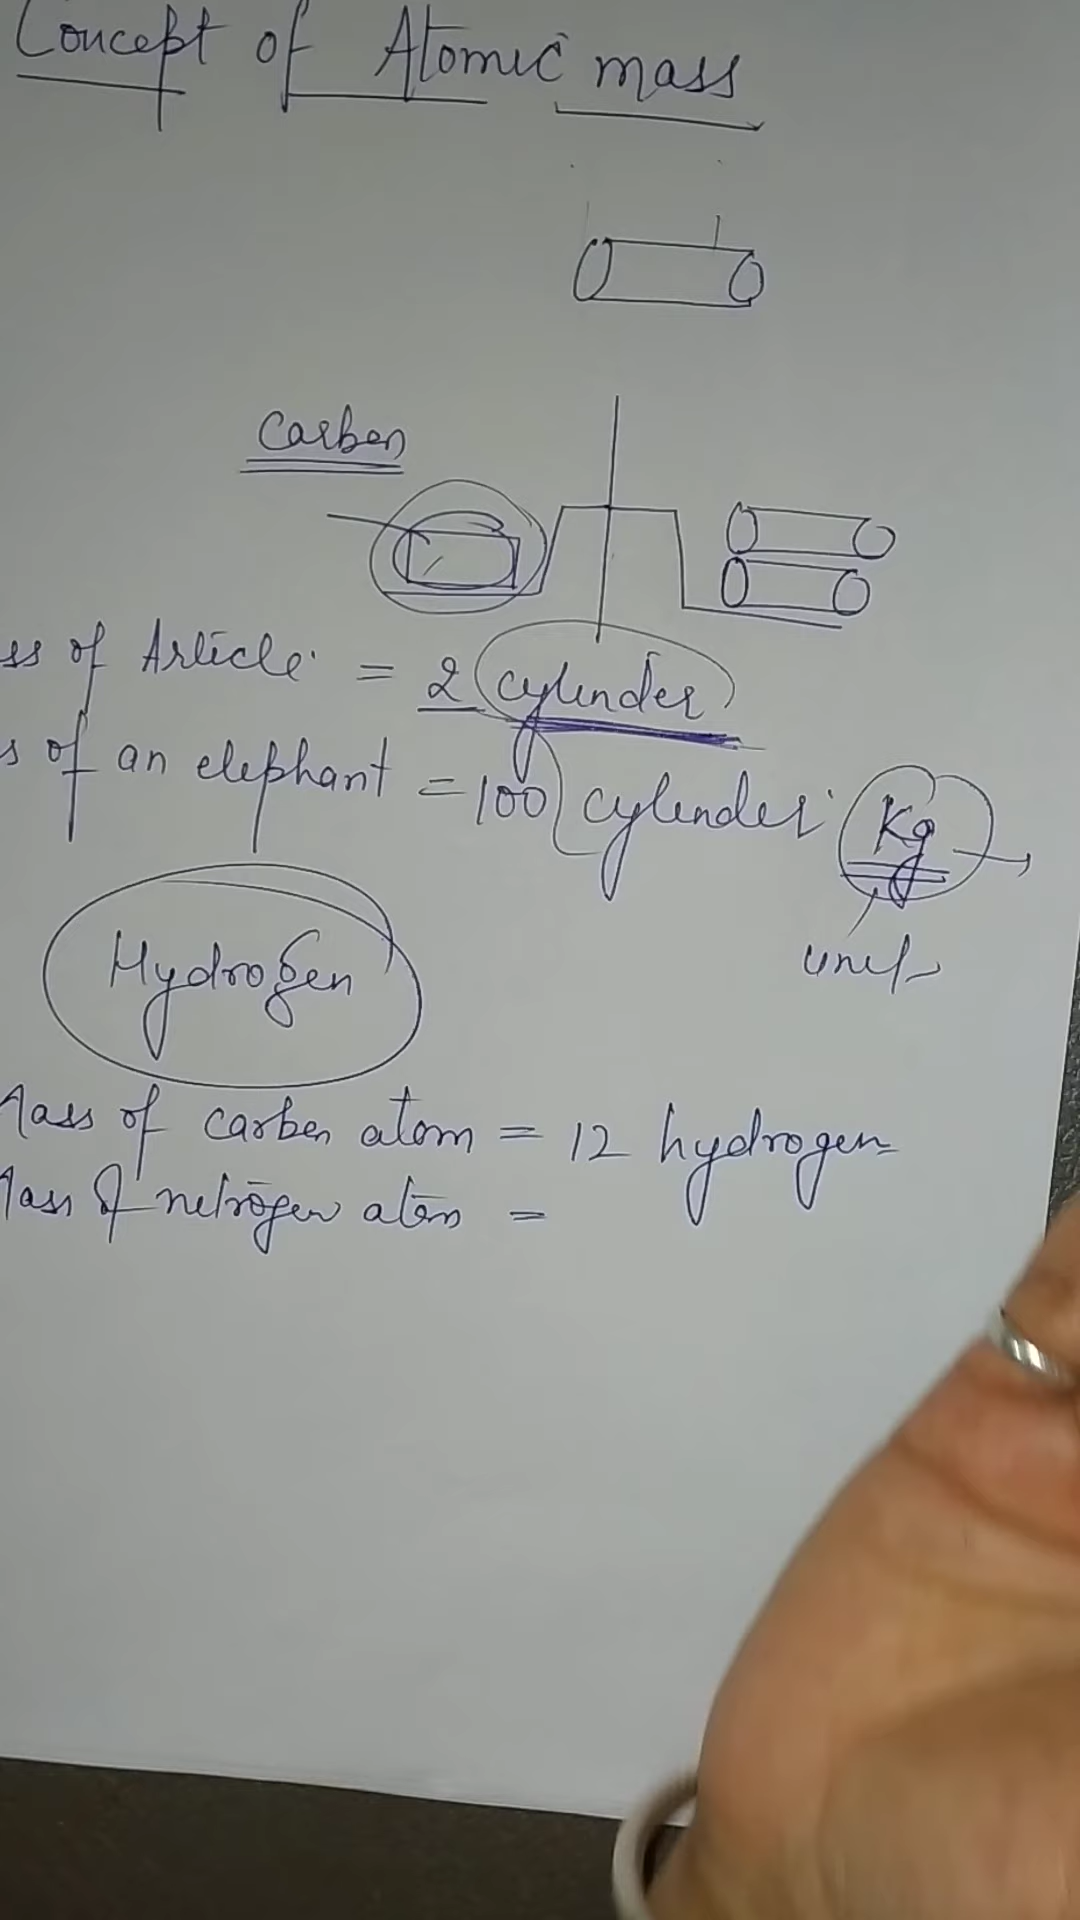 Concept of Atomic mass
Carbon
ss of Article = 2 cylinder
s of an elephant = 100 cylinder Kg
unit
Hydrogen
Mass of carbon atom = 12 hydrogen
Mass of nitrogen atom =